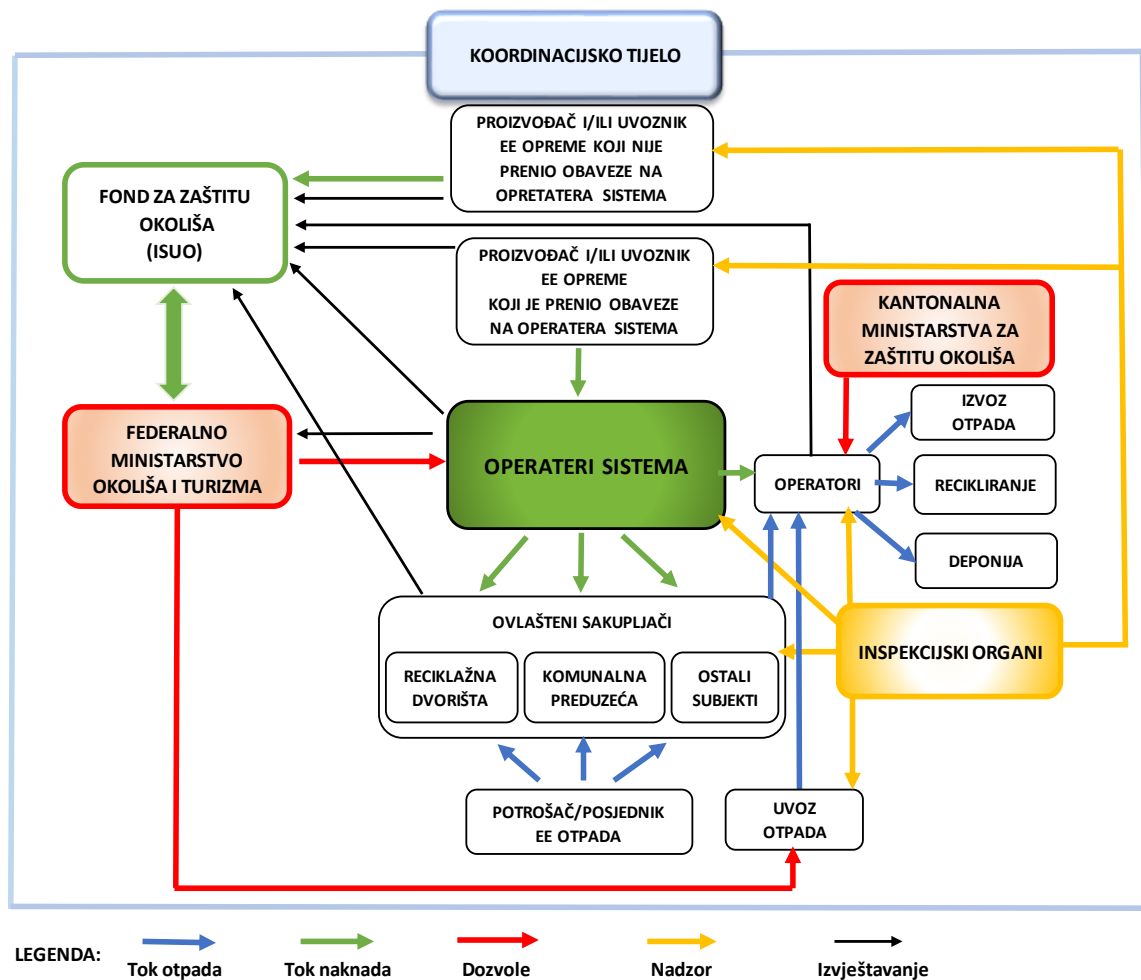 KOORDINACIJSKO TIJELO
PROIZVOĐAČ I/ILI UVOZNIK
EE OPREME KOJI NIJE
PRENIO OBAVEZE NA
OPRETATERA SISTEMA
FOND ZA ZAŠTITU
OKOLIŠA
(ISUO)
PROIZVOĐAČ I/ILI UVOZNIK
EE OPREME
KOJI JE PRENIO OBAVEZE
NA OPERATERA SISTEMA
KANTONALNA
MINISTARSTVA ZA
ZAŠTITU OKOLIŠA
FEDERALNO
MINISTARSTVO
OKOLIŠA I TURIZMA
OPERATERI SISTEMA
OPERATORI
IZVOZ
OTPADA
RECIKLIRANJE
DEPONIJA
OVLAŠTENI SAKUPLJAČI
RECIKLAŽNA
DVORIŠTA
KOMUNALNA
PREDUZEĆA
OSTALI
SUBJEKTI
INSPEKCIJSKI ORGANI
POTROŠAČ/POSJEDNIK
EE OTPADA
UVOZ
OTPADA
LEGENDA:
Tok otpada
Tok naknada
Dozvole
Nadzor
Izvještavanje